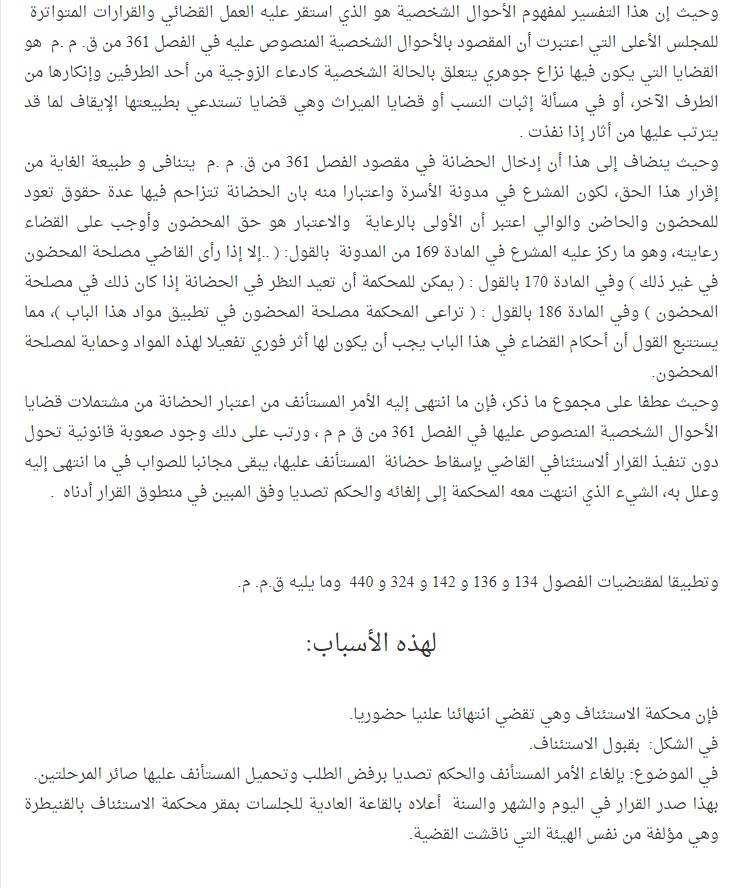 وحيث إن هذا التفسير لمفهوم الأحوال الشخصية هو الذي استقر عليه العمل القضائي والقرارات المتواترة
للمجلس الأعلى التي اعتبرت أن المقصود بالأحوال الشخصية المنصوص عليه في الفصل 361 من ق. م .م هو
القضايا التي يكون فيها نزاع جوهري يتعلق بالحالة الشخصية كادعاء الزوجية من أحد الطرفين وإنكارها من
الطرف الآخر، أو في مسألة إثبات النسب أو قضايا الميراث وهي قضايا تستدعي بطبيعتها الإيقاف لما قد
يترتب عليها من أثار إذا نفذت .
وحيث ينضاف إلى هذا أن إدخال الحضانة في مقصود الفصل 361 من ق. م .م يتنافى و طبيعة الغاية من
إقرار هذا الحق، لكون المشرع في مدونة الأسرة واعتبارا منه بان الحضانة تتزاحم فيها عدة حقوق تعود
للمحضون والحاضن والوالي اعتبر أن الأولى بالرعاية والاعتبار هو حق المحضون وأوجب على القضاء
رعايته، وهو ما ركز عليه المشرع في المادة 169 من المدونة بالقول: ( ..إلا إذا رأى القاضي مصلحة المحضون
في غير ذلك ) وفي المادة 170 بالقول : ( يمكن للمحكمة أن تعيد النظر في الحضانة إذا كان ذلك في مصلحة
المحضون ) وفي المادة 186 بالقول : ( تراعى المحكمة مصلحة المحضون في تطبيق مواد هذا الباب )، مما
يستتبع القول أن أحكام القضاء في هذا الباب يجب أن يكون لها أثر فوري تفعيلا لهذه المواد وحماية لمصلحة
المحضون.
وحيث عطفا على مجموع ما ذكر، فإن ما انتهى إليه الأمر المستأنف من اعتبار الحضانة من مشتملات قضايا
الأحوال الشخصية المنصوص عليها في الفصل 361 من ق م م ، ورتب على دلك وجود صعوبة قانونية تحول
دون تنفيذ القرار ألاستئنافي القاضي بإسقاط حضانة المستأنف عليها، يبقى مجانبا للصواب في ما انتهى إليه
وعلل به، الشيء الذي انتهت معه المحكمة إلى إلغائه والحكم تصديا وفق المبين في منطوق القرار أدناه .
وتطبيقا لمقتضيات الفصول 134 و 136 و 142 و 324 و 440 وما يليه ق.م. م.
لهذه الأسباب:
فإن محكمة الاستئناف وهي تقضي انتهائنا علنيا حضوريا.
في الشكل: بقبول الاستئناف.
في الموضوع: بإلغاء الأمر المستأنف والحكم تصديا برفض الطلب وتحميل المستأنف عليها صائر المرحلتين.
بهذا صدر القرار في اليوم والشهر والسنة أعلاه بالقاعة العادية للجلسات بمقر محكمة الاستئناف بالقنيطرة
وهي مؤلفة من نفس الهيئة التي ناقشت القضية.